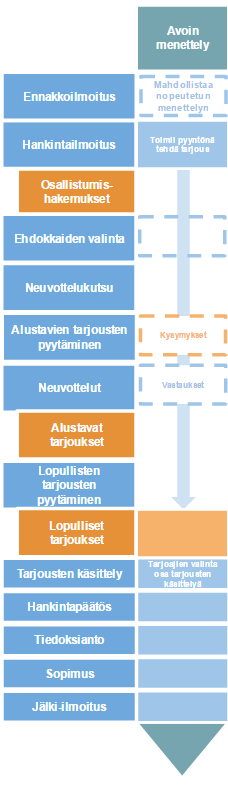 Avoin
menettely
Ennakkoilmoitus
Mahdollistaa
nopeutetun
menettelyn
Hankintailmoitus
Toimii pyyntönä
tehdä tarjous
Osallistumis-
hakemukset
Ehdokkaiden valinta
Neuvottelukutsu
Alustavien tarjousten
pyytäminen
Kysymykset
Neuvottelut
Vastaukset
Alustavat
tarjoukset
Lopullisten
tarjousten
pyytäminen
Lopulliset
tarjoukset
Tarjousten käsittely
Tarjoajien valinta
osa tarjousten
käsittelyä
Hankintapäätös
Tiedoksianto
Sopimus
Jälki-ilmoitus